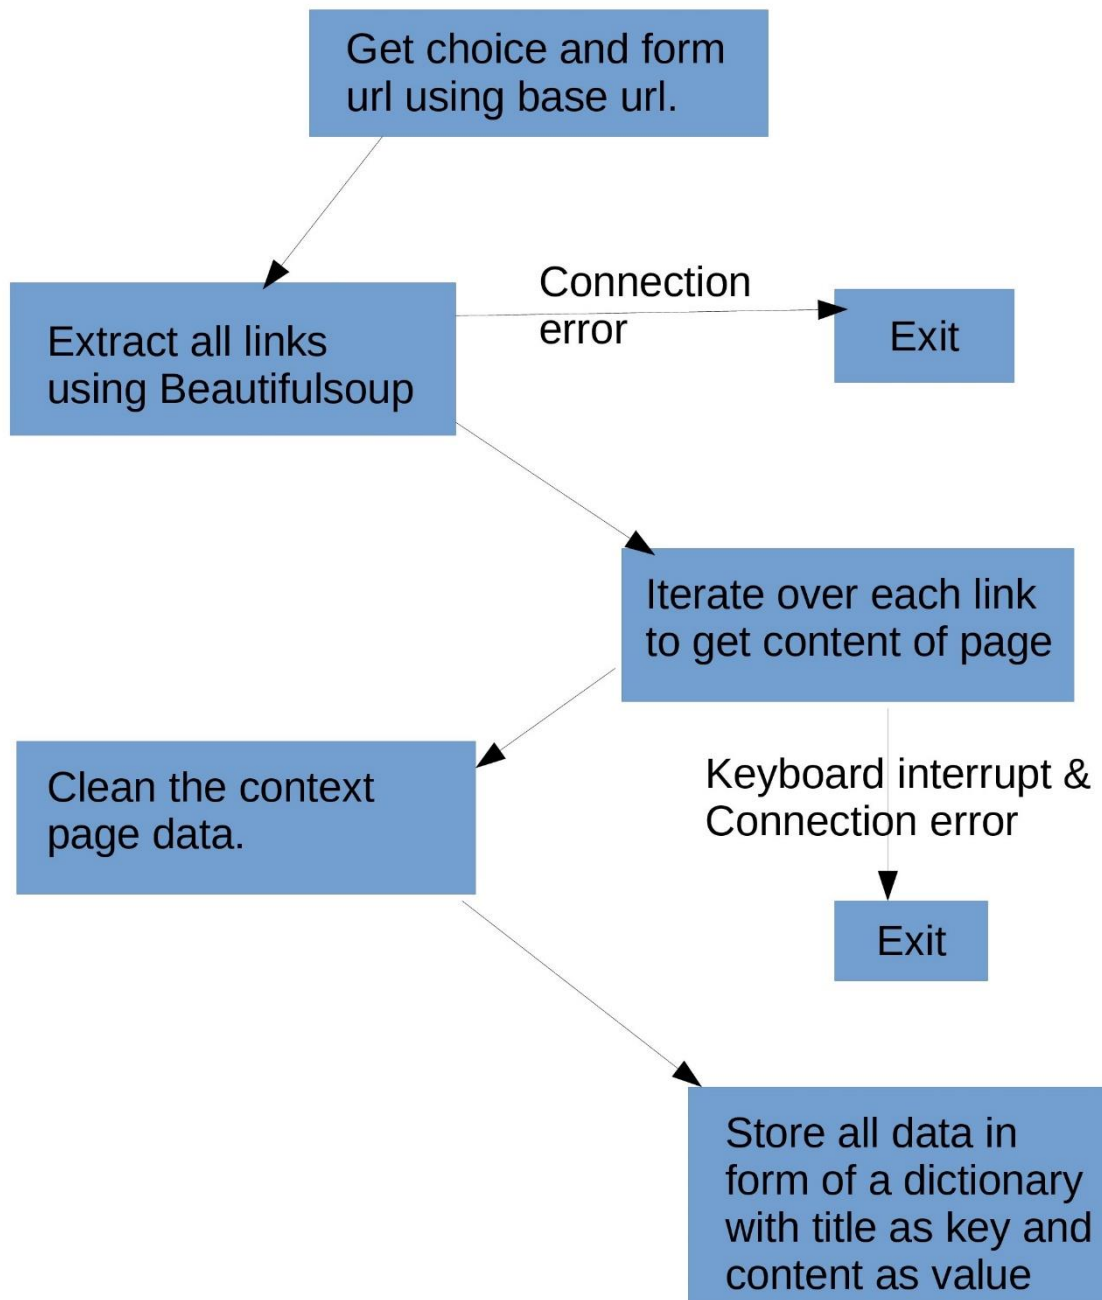 Get choice and form
url using base url.
Connection
error
Exit
Extract all links
using Beautifulsoup
Iterate over each link
to get content of page
Clean the context
page data.
Keyboard interrupt &
Connection error
Exit
Store all data in
form of a dictionary
with title as key and
content as value